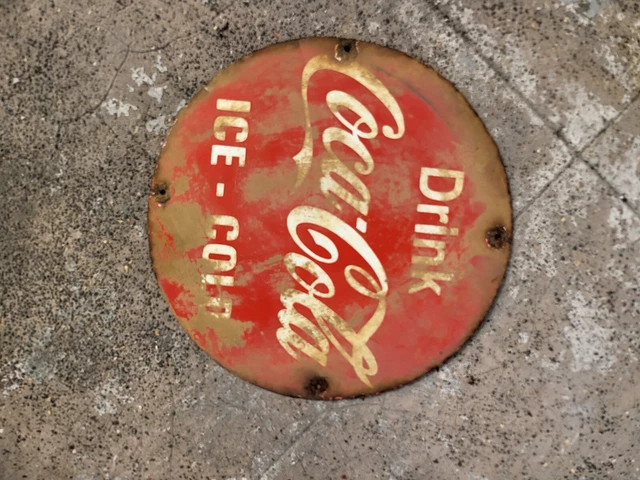 Drink
Coca-Cola
ICE - COLD